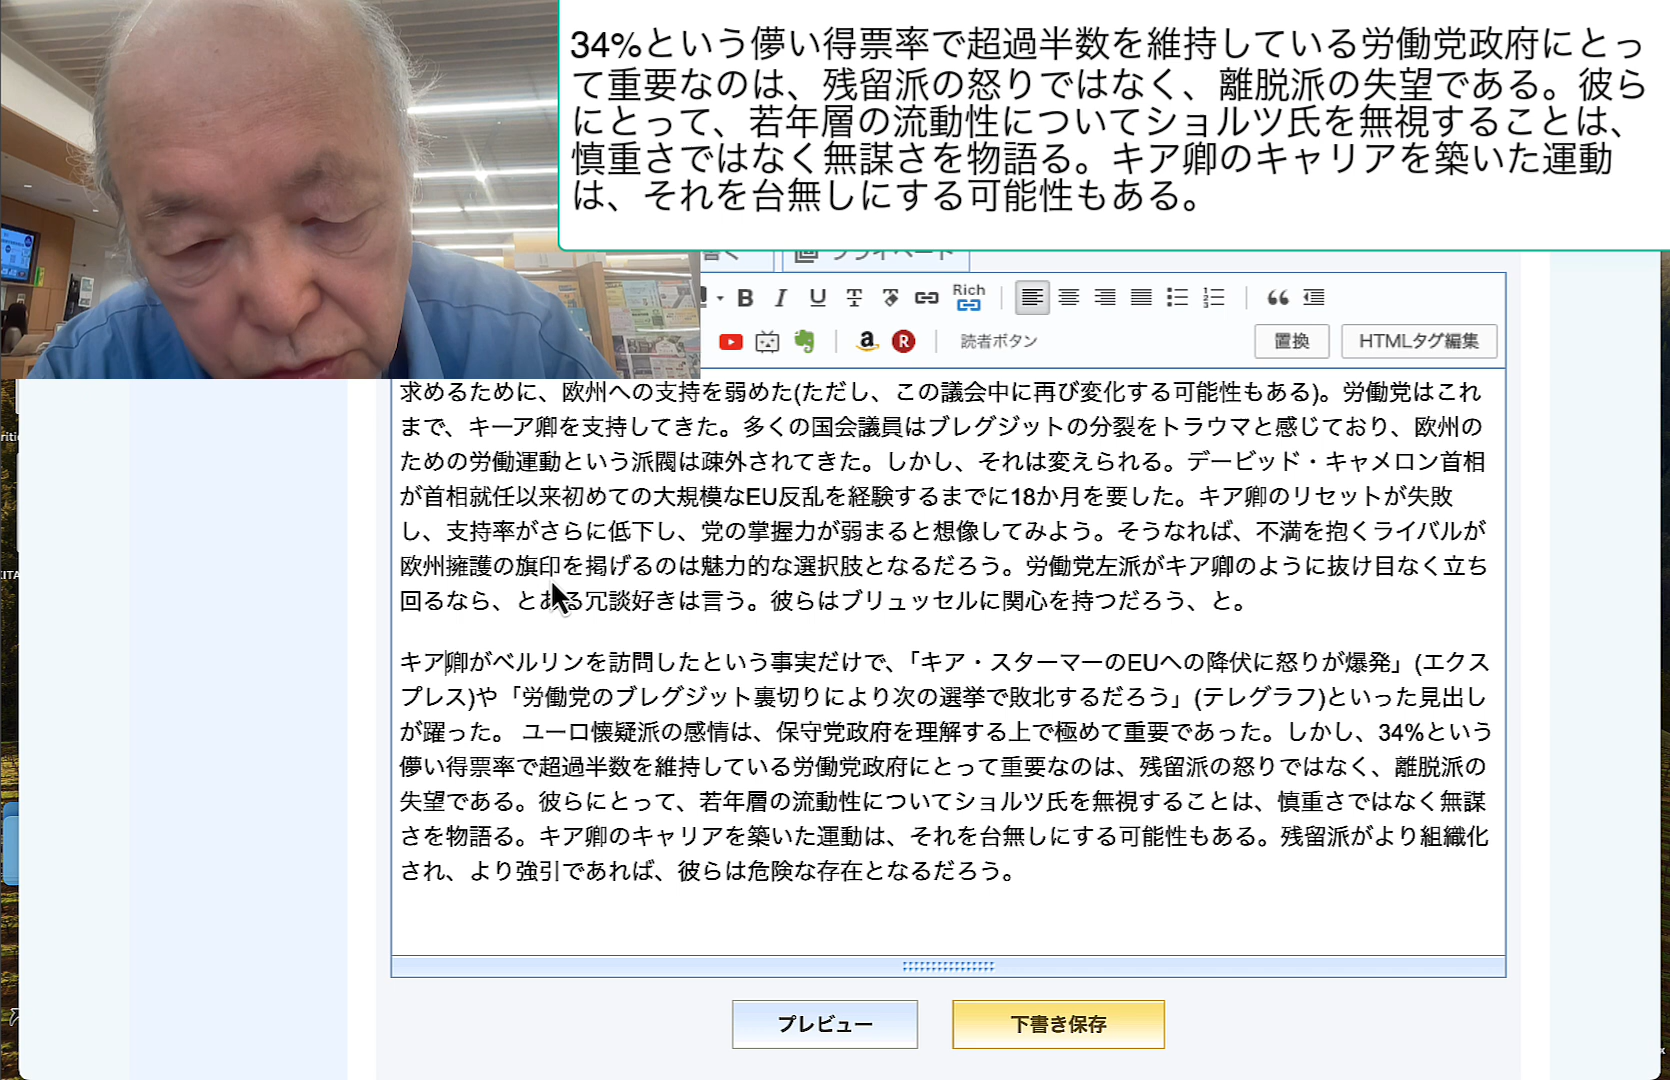 34%という儚い得票率で超過半数を維持している労働党政府にとっ
て重要なのは、残留派の怒りではなく、離脱派の失望である。彼ら
にとって、若年層の流動性についてショルツ氏を無視することは、
慎重さではなく無謀さを物語る。キア卿のキャリアを築いた運動
は、それを台無しにする可能性もある。
B I U T Rich
a R 読者ボタン 置換 HTMLタグ編集
求めるために、欧州への支持を弱めた(ただし、この議会中に再び変化する可能性もある)。労働党はこれ
まで、キーア卿を支持してきた。多くの国会議員はブレグジットの分裂をトラウマと感じており、欧州の
ための労働運動という派閥は疎外されてきた。しかし、それは変えられる。デービッド・キャメロン首相
が首相就任以来初めての大規模なEU反乱を経験するまでに18か月を要した。キア卿のリセットが失敗
し、支持率がさらに低下し、党の掌握力が弱まると想像してみよう。そうなれば、不満を抱くライバルが
欧州擁護の旗印を掲げるのは魅力的な選択肢となるだろう。労働党左派がキア卿のように抜け目なく立ち
回るなら、とある冗談好きは言う。彼らはブリュッセルに関心を持つだろう、と。
キア卿がベルリンを訪問したという事実だけで、「キア・スターマーのEUへの降伏に怒りが爆発」(エクス
プレス)や「労働党のブレグジット裏切りにより次の選挙で敗北するだろう」(テレグラフ)といった見出し
が躍った。 ユーロ懐疑派の感情は、保守党政府を理解する上で極めて重要であった。しかし、34%という
儚い得票率で超過半数を維持している労働党政府にとって重要なのは、残留派の怒りではなく、離脱派の
失望である。彼らにとって、若年層の流動性についてショルツ氏を無視することは、慎重さではなく無謀
さを物語る。キア卿のキャリアを築いた運動は、それを台無しにする可能性もある。残留派がより組織化
され、より強引であれば、彼らは危険な存在となるだろう。
プレビュー 下書き保存